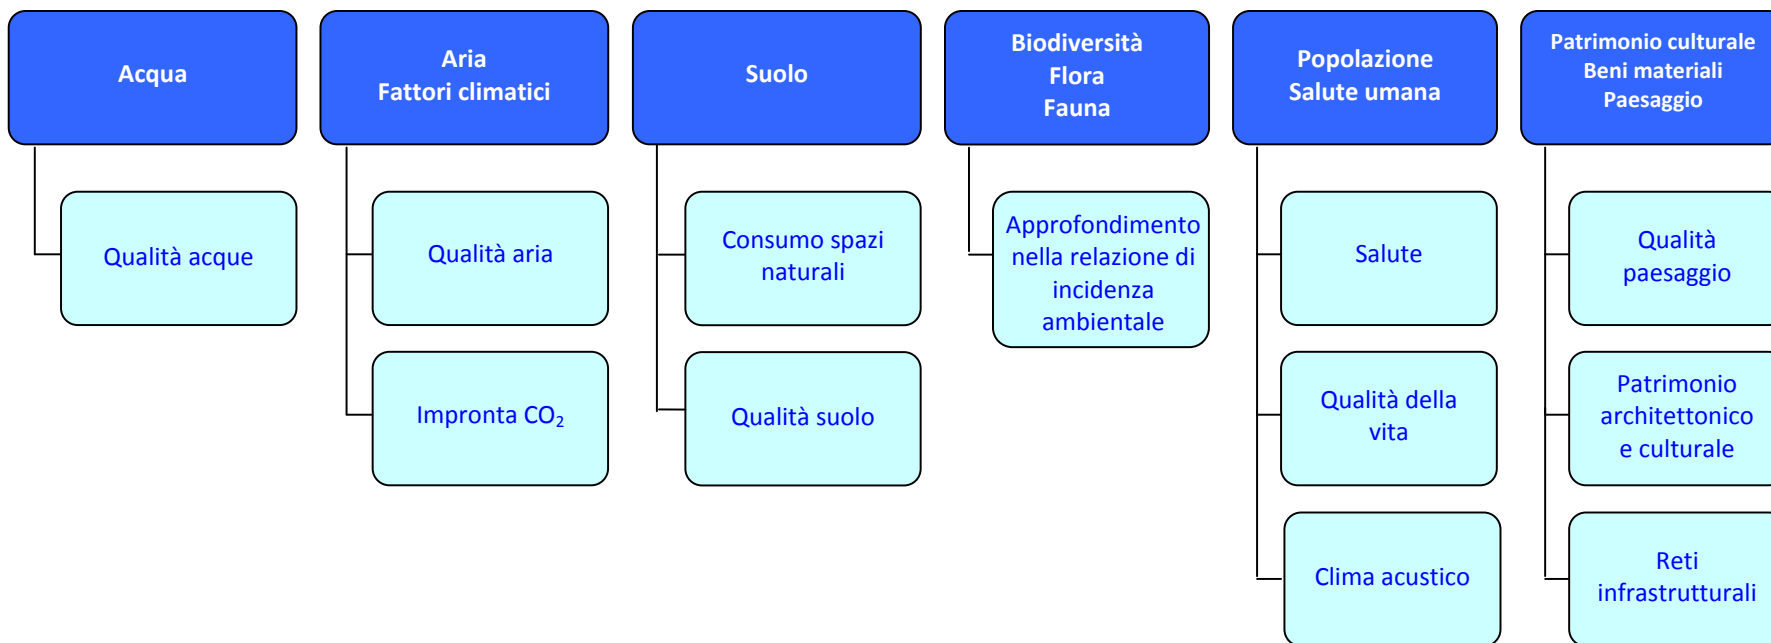 Acqua
Aria
Fattori climatici
Suolo
Biodiversità
Flora
Fauna
Popolazione
Salute umana
Patrimonio culturale
Beni materiali
Paesaggio
Qualità acque
Qualità aria
Consumo spazi
naturali
Approfondimento
nella relazione di
incidenza
ambientale
Salute
Qualità
paesaggio
Impronta CO₂
Qualità suolo
Qualità della
vita
Patrimonio
architettonico
e culturale
Clima acustico
Reti
infrastrutturali